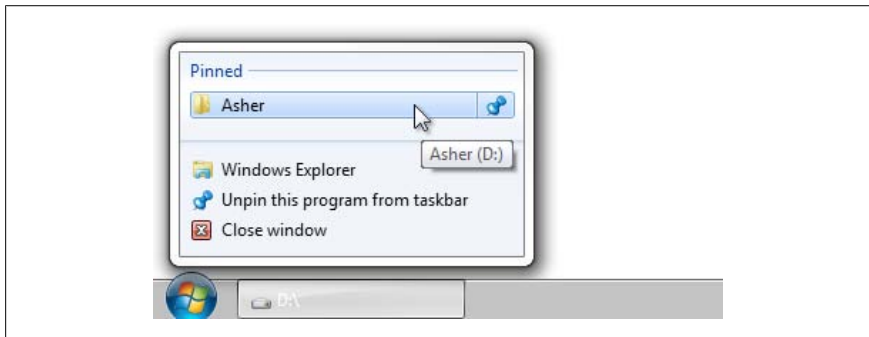 Pinned
Asher
Asher (D:)
Windows Explorer
Unpin this program from taskbar
Close window
D:\